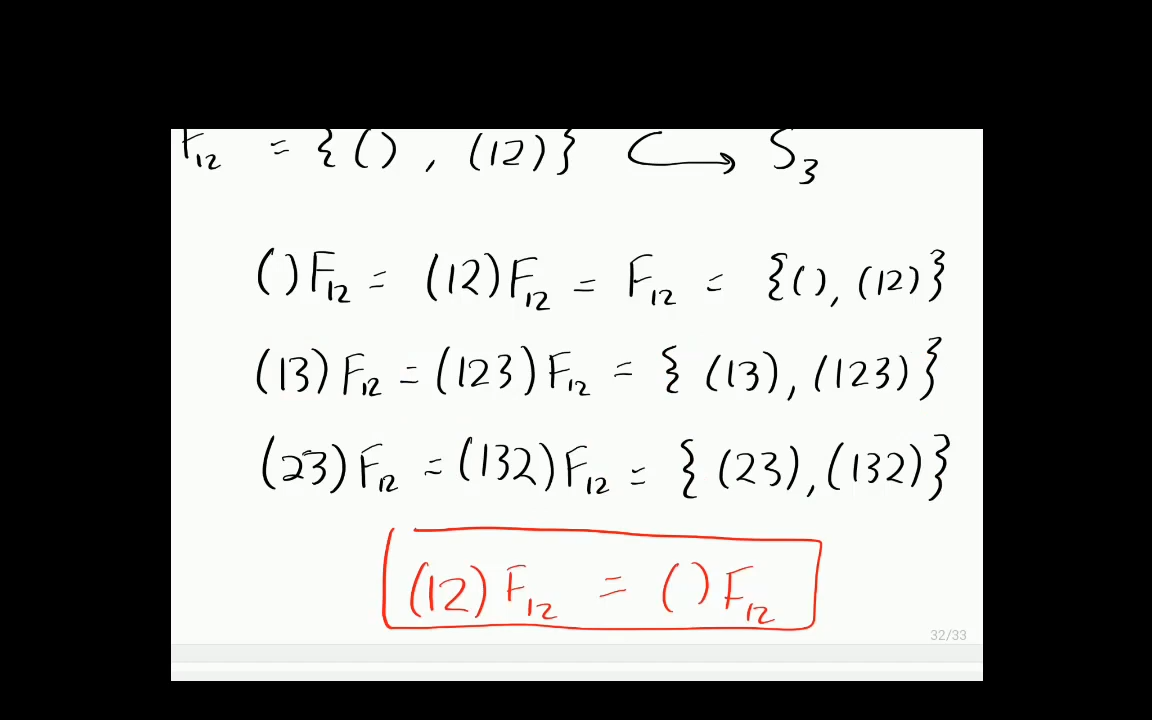 F₁₂ = {( ) , (12)} ↪ S₃
( )F₁₂ = (12)F₁₂ = F₁₂ = {( ), (12)}
(13)F₁₂ = (123)F₁₂ = { (13), (123)}
(23)F₁₂ = (132)F₁₂ = { (23), (132)}
(12)F₁₂ = ( )F₁₂
32/33